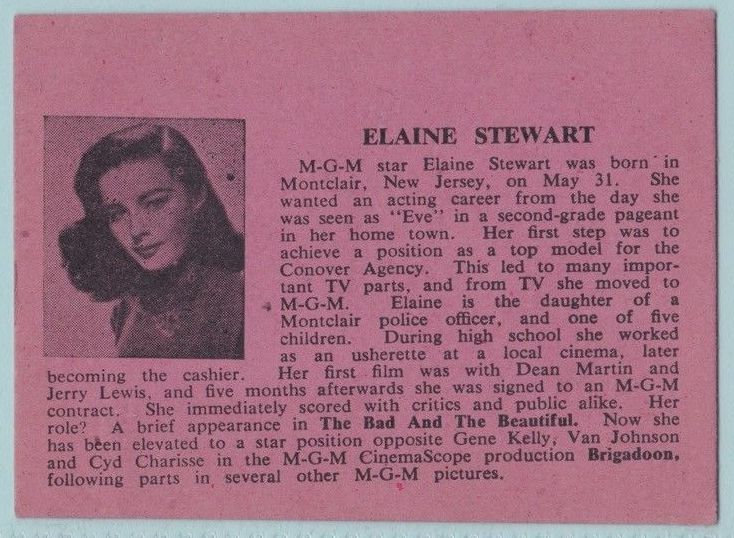 ELAINE STEWART
M-G-M star Elaine Stewart was born in
Montclair, New Jersey, on May 31. She
wanted an acting career from the day she
was seen as "Eve" in a second-grade pageant
in her home town. Her first step was to
achieve a position as a top model for the
Conover Agency. This led to many impor-
tant TV parts, and from TV she moved to
M-G-M. Elaine is the daughter of a
Montclair police officer, and one of five
children. During high school she worked
as an usherette at a local cinema, later
becoming the cashier. Her first film was with Dean Martin and
Jerry Lewis, and five months afterwards she was signed to an M-G-M
contract. She immediately scored with critics and public alike. Her
role? A brief appearance in The Bad And The Beautiful. Now she
has been elevated to a star position opposite Gene Kelly, Van Johnson
and Cyd Charisse in the M-G-M CinemaScope production Brigadoon,
following parts in several other M-G-M pictures.